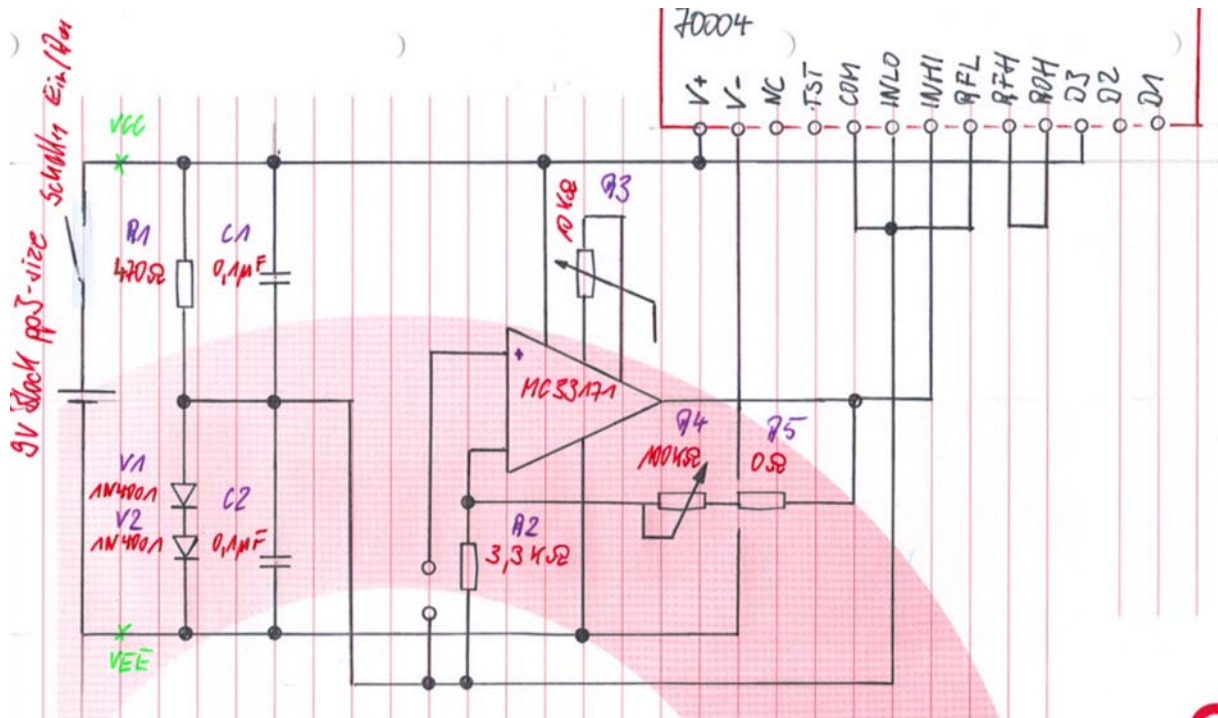 70004
V+
V-
NC
TST
COM
INLO
INHI
RFL
RFH
ROH
D3
D2
D1
Schalter Ein/Aus
9V Block pp3-size
VCC
R1
470Ω
C1
0,1µF
R3
10KΩ
+
MC33171
R4
100KΩ
R5
0Ω
V1
1N4001
V2
1N4001
C2
0,1µF
R2
3,3KΩ
VEE